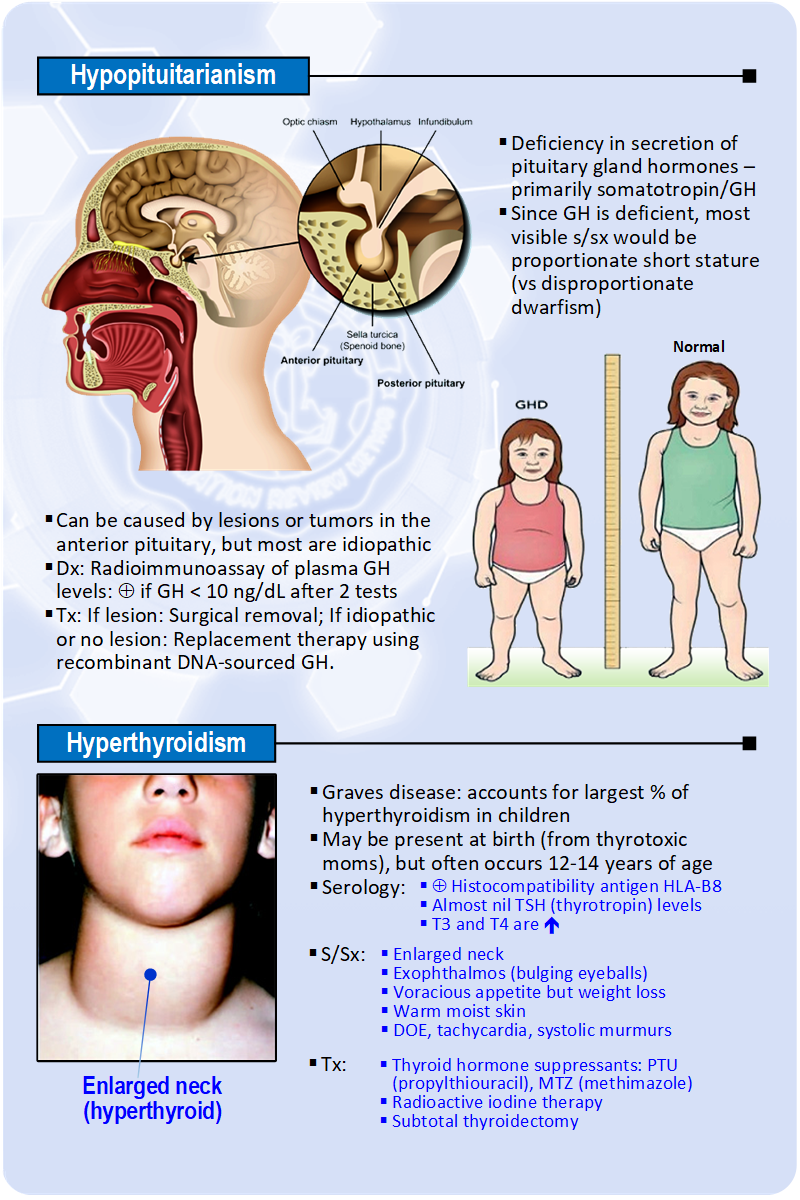 Hypopituitarianism
Optic chiasm Hypothalamus Infundibulum
Sella turcica
(Spenoid bone)
Anterior pituitary
Posterior pituitary
▪ Deficiency in secretion of
pituitary gland hormones –
primarily somatotropin/GH
▪ Since GH is deficient, most
visible s/sx would be
proportionate short stature
(vs disproportionate
dwarfism)
Normal
GHD
▪ Can be caused by lesions or tumors in the
anterior pituitary, but most are idiopathic
▪ Dx: Radioimmunoassay of plasma GH
levels: ⊕ if GH < 10 ng/dL after 2 tests
▪ Tx: If lesion: Surgical removal; If idiopathic
or no lesion: Replacement therapy using
recombinant DNA-sourced GH.
Hyperthyroidism
Enlarged neck
(hyperthyroid)
▪ Graves disease: accounts for largest % of
hyperthyroidism in children
▪ May be present at birth (from thyrotoxic
moms), but often occurs 12-14 years of age
▪ Serology: ▪ ⊕ Histocompatibility antigen HLA-B8
▪ Almost nil TSH (thyrotropin) levels
▪ T3 and T4 are ↑
▪ S/Sx: ▪ Enlarged neck
▪ Exophthalmos (bulging eyeballs)
▪ Voracious appetite but weight loss
▪ Warm moist skin
▪ DOE, tachycardia, systolic murmurs
▪ Tx: ▪ Thyroid hormone suppressants: PTU
(propylthiouracil), MTZ (methimazole)
▪ Radioactive iodine therapy
▪ Subtotal thyroidectomy